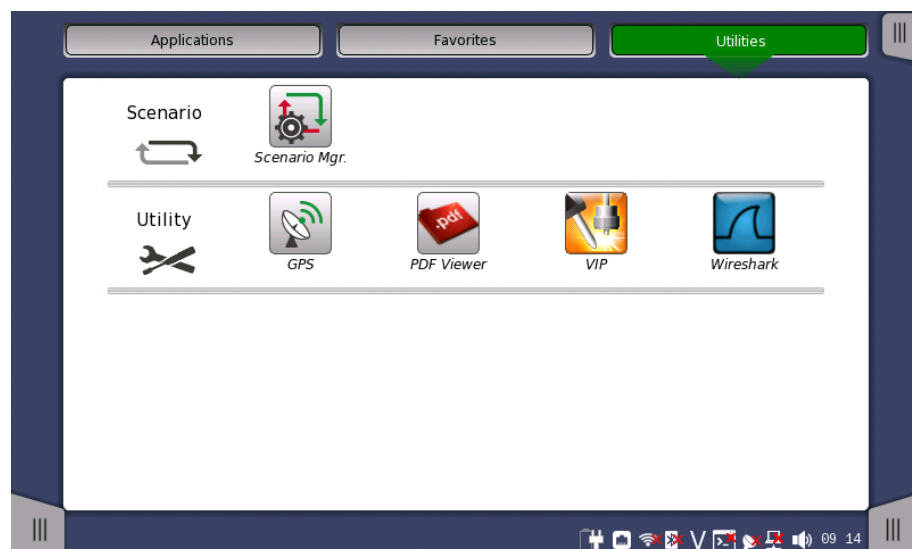 Applications Favorites Utilities
Scenario
Scenario Mgr.
Utility
.pdf
GPS PDF Viewer VIP Wireshark
V 09 14